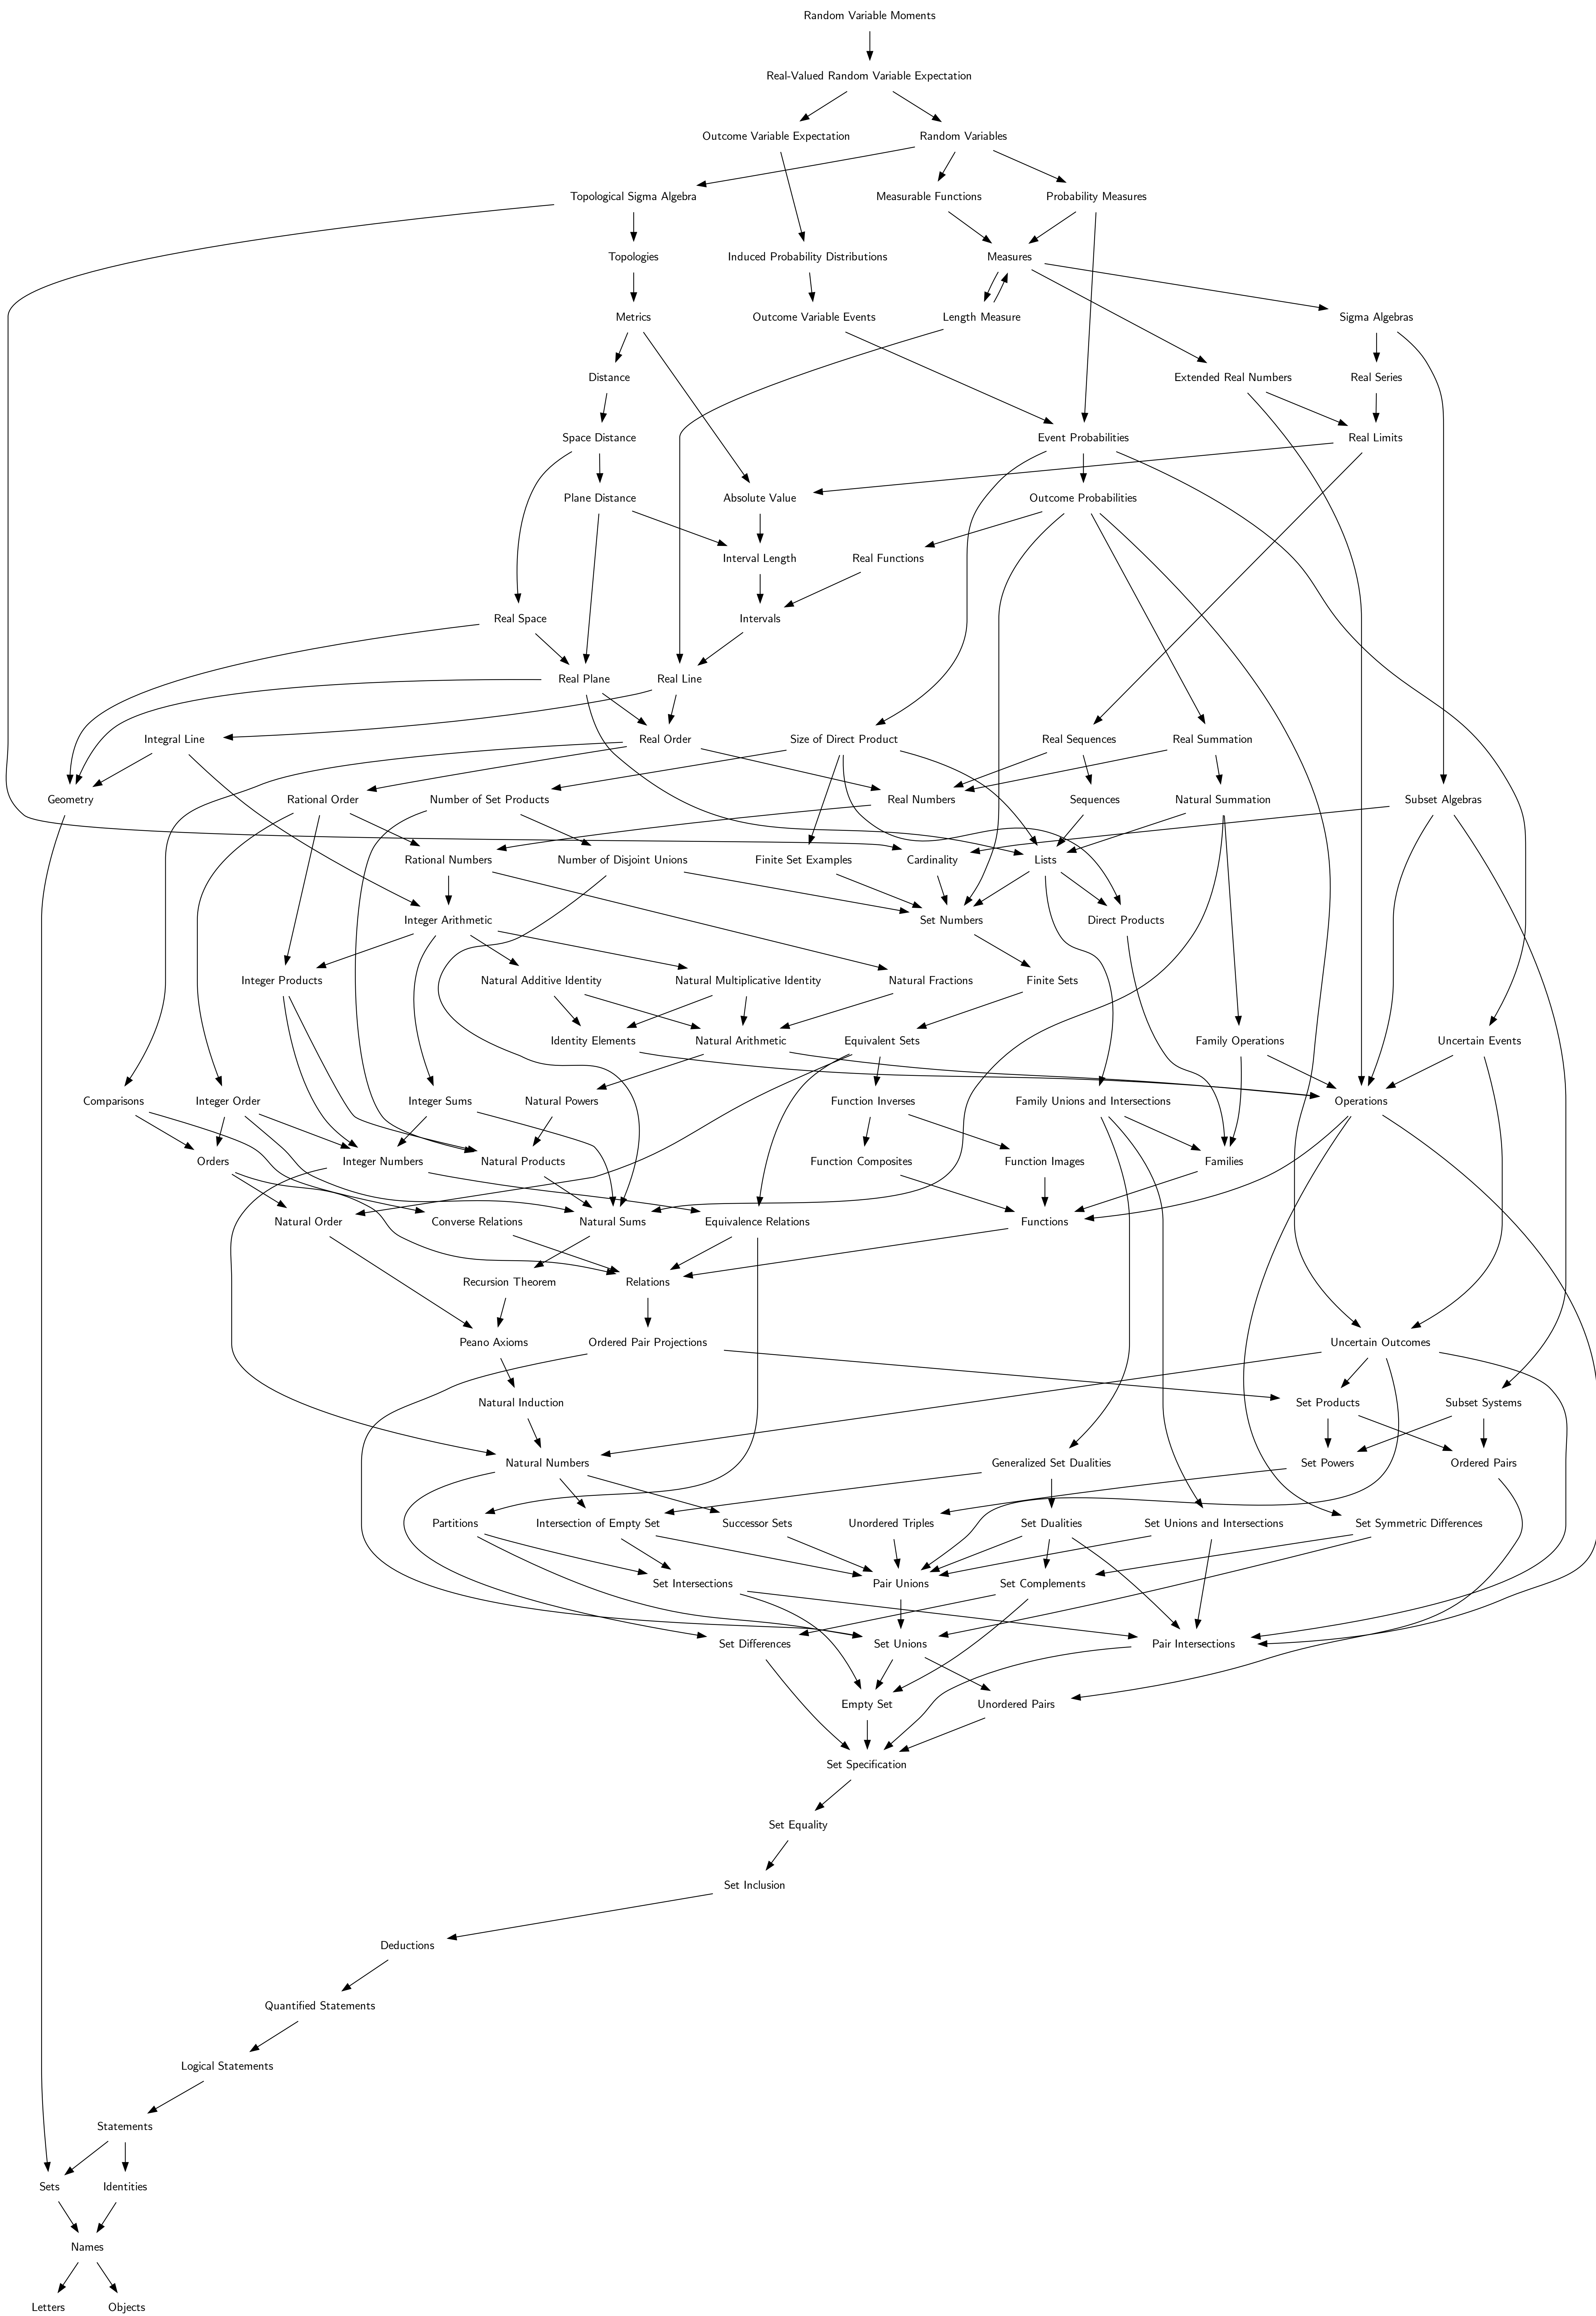 Random Variable Moments
Real-Valued Random Variable Expectation
Outcome Variable Expectation
Random Variables
Topological Sigma Algebra
Measurable Functions
Probability Measures
Topologies
Induced Probability Distributions
Measures
Metrics
Outcome Variable Events
Length Measure
Sigma Algebras
Distance
Extended Real Numbers
Real Series
Space Distance
Event Probabilities
Real Limits
Plane Distance
Absolute Value
Outcome Probabilities
Interval Length
Real Functions
Real Space
Intervals
Real Plane
Real Line
Integral Line
Real Order
Size of Direct Product
Real Sequences
Real Summation
Geometry
Rational Order
Number of Set Products
Real Numbers
Sequences
Natural Summation
Subset Algebras
Rational Numbers
Number of Disjoint Unions
Finite Set Examples
Cardinality
Lists
Integer Arithmetic
Set Numbers
Direct Products
Integer Products
Natural Additive Identity
Natural Multiplicative Identity
Natural Fractions
Finite Sets
Identity Elements
Natural Arithmetic
Equivalent Sets
Family Operations
Uncertain Events
Comparisons
Integer Order
Integer Sums
Natural Powers
Function Inverses
Family Unions and Intersections
Operations
Orders
Integer Numbers
Natural Products
Function Composites
Function Images
Families
Natural Order
Converse Relations
Natural Sums
Equivalence Relations
Functions
Recursion Theorem
Relations
Peano Axioms
Ordered Pair Projections
Uncertain Outcomes
Natural Induction
Set Products
Subset Systems
Natural Numbers
Generalized Set Dualities
Set Powers
Ordered Pairs
Partitions
Intersection of Empty Set
Successor Sets
Unordered Triples
Set Dualities
Set Unions and Intersections
Set Symmetric Differences
Set Intersections
Pair Unions
Set Complements
Set Differences
Set Unions
Pair Intersections
Empty Set
Unordered Pairs
Set Specification
Set Equality
Set Inclusion
Deductions
Quantified Statements
Logical Statements
Statements
Sets
Identities
Names
Letters
Objects